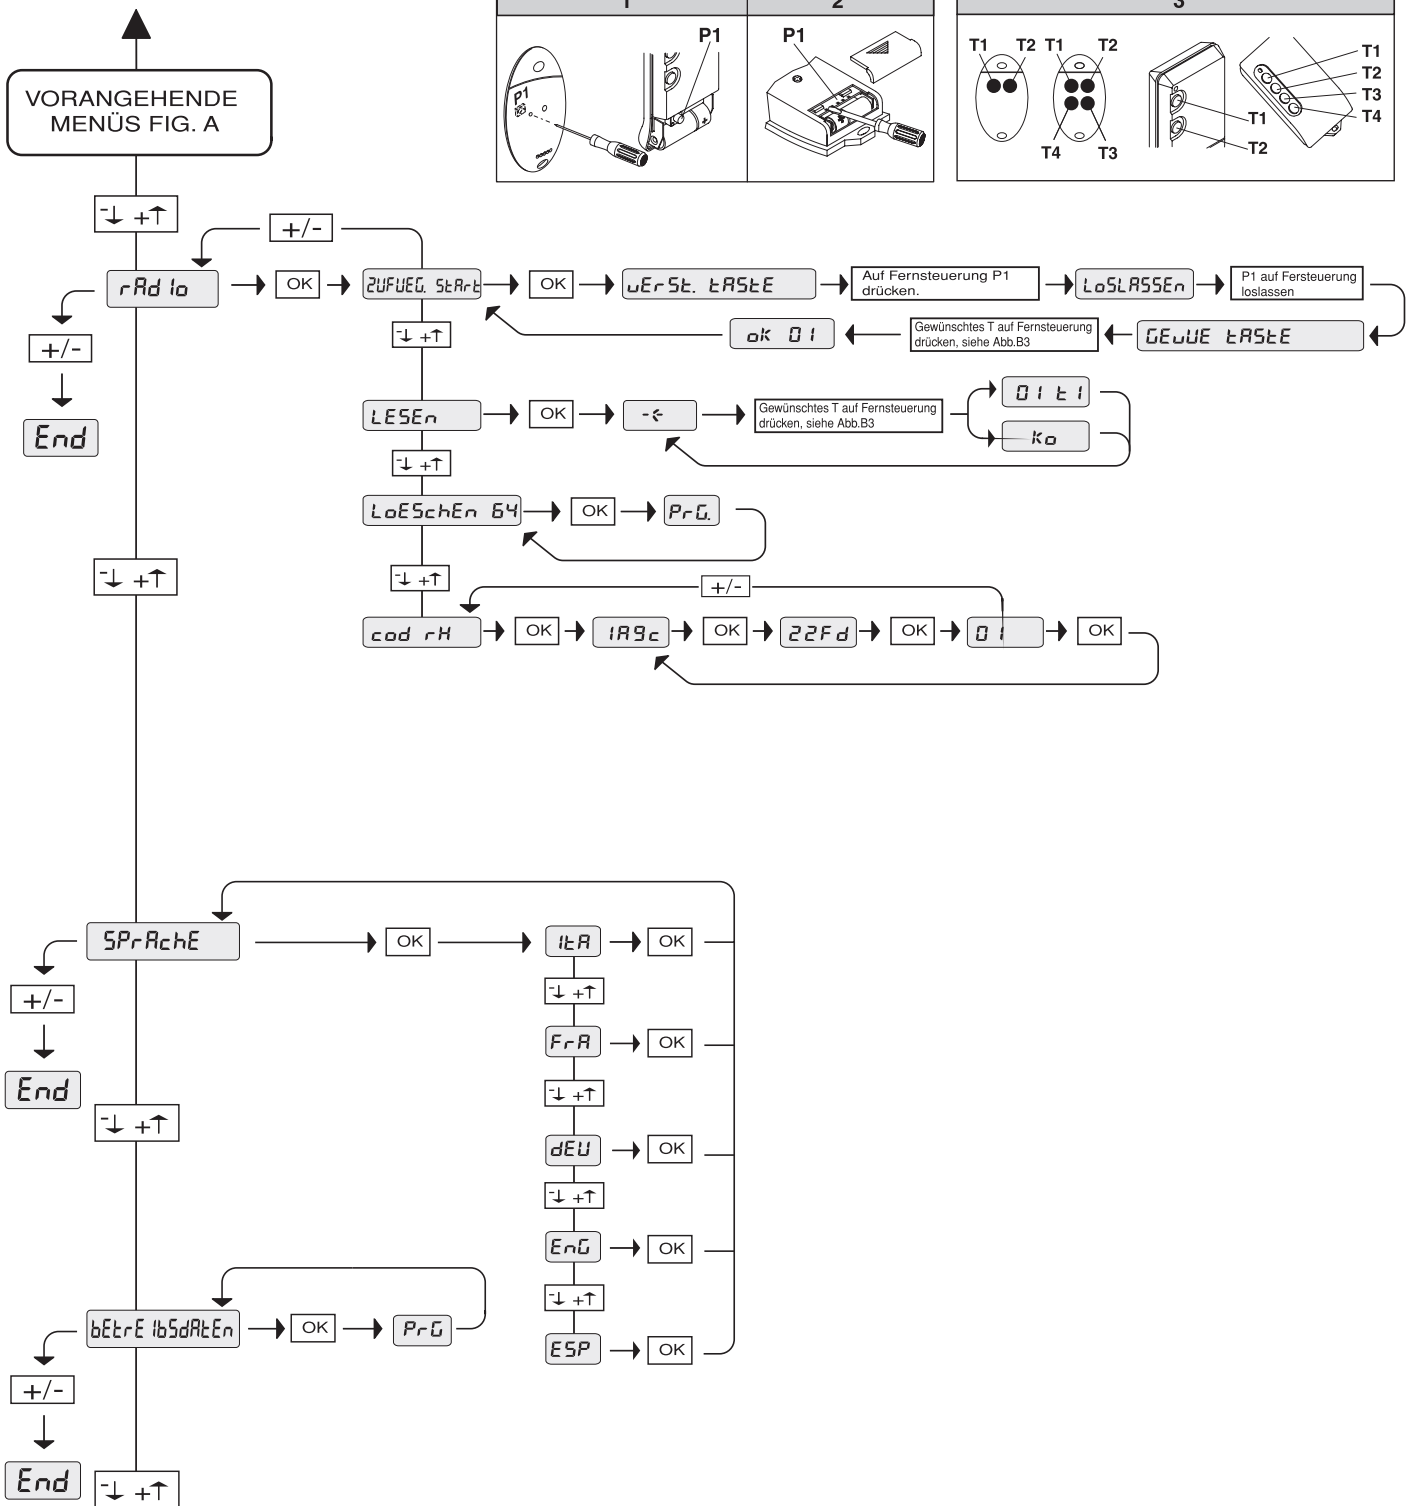 1
2
3
P1
P1
P1
T1
T2
T1
T2
T4
T3
T1
T2
T1
T2
T3
T4
VORANGEHENDE
MENÜS FIG. A
-↓ +↑
+/-
rAdIo
OK
ZUFUEG. StArt
OK
vErSt. tAStE
Auf Fernsteuerung P1
drücken.
LoSLASSEn
P1 auf Fersteuerung
loslassen
+/-
End
-↓ +↑
oK 01
Gewünschtes T auf Fernsteuerung
drücken, siehe Abb.B3
GEvUE tAStE
LESEn
OK
Gewünschtes T auf Fernsteuerung
drücken, siehe Abb.B3
01 t1
Ko
-↓ +↑
LoESchEn 64
OK
PrG.
-↓ +↑
-↓ +↑
+/-
cod rH
OK
1A9c
OK
22Fd
OK
01
OK
SPrAchE
OK
ItA
OK
+/-
End
-↓ +↑
-↓ +↑
FrA
OK
-↓ +↑
dEU
OK
-↓ +↑
EnG
OK
-↓ +↑
ESP
OK
bEtrEIbSdAtEn
OK
PrG
+/-
End
-↓ +↑